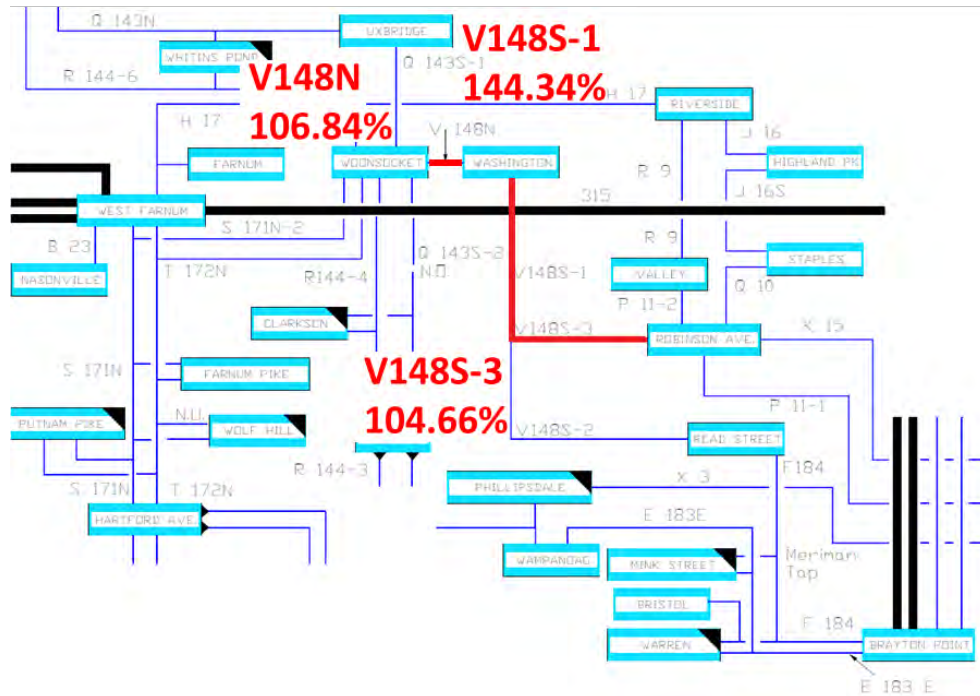 Q 143N
UXBRIDGE
V148S-1
144.34%
WHITINS POND
Q 143S-1
R 144-6
V148N
106.84%
H 17
RIVERSIDE
H 17
V 148N
J 16
FARNUM
WOONSOCKET
WASHINGTON
R 9
HIGHLAND PK.
J 16S
315
WEST FARNUM
S 171N-2
R 9
B 23
Q 143S-2
N.O.
STAPLES
NASONVILLE
T 172N
R144-4
V148S-1
VALLEY
Q 10
P 11-2
CLARKSON
V148S-3
ROBINSON AVE.
X 15
S 171N
FARNUM PIKE
V148S-3
104.66%
P 11-1
N.O.
PUTNAM PIKE
WOLF HILL
V148S-2
READ STREET
R 144-3
F184
S 171N
T 172N
PHILLIPSDALE
X 3
HARTFORD AVE.
E 183E
WAMPANOAG
MINK STREET
Meriman
Tap
BRISTOL
F 184
WARREN
BRAYTON POINT
E 183 E